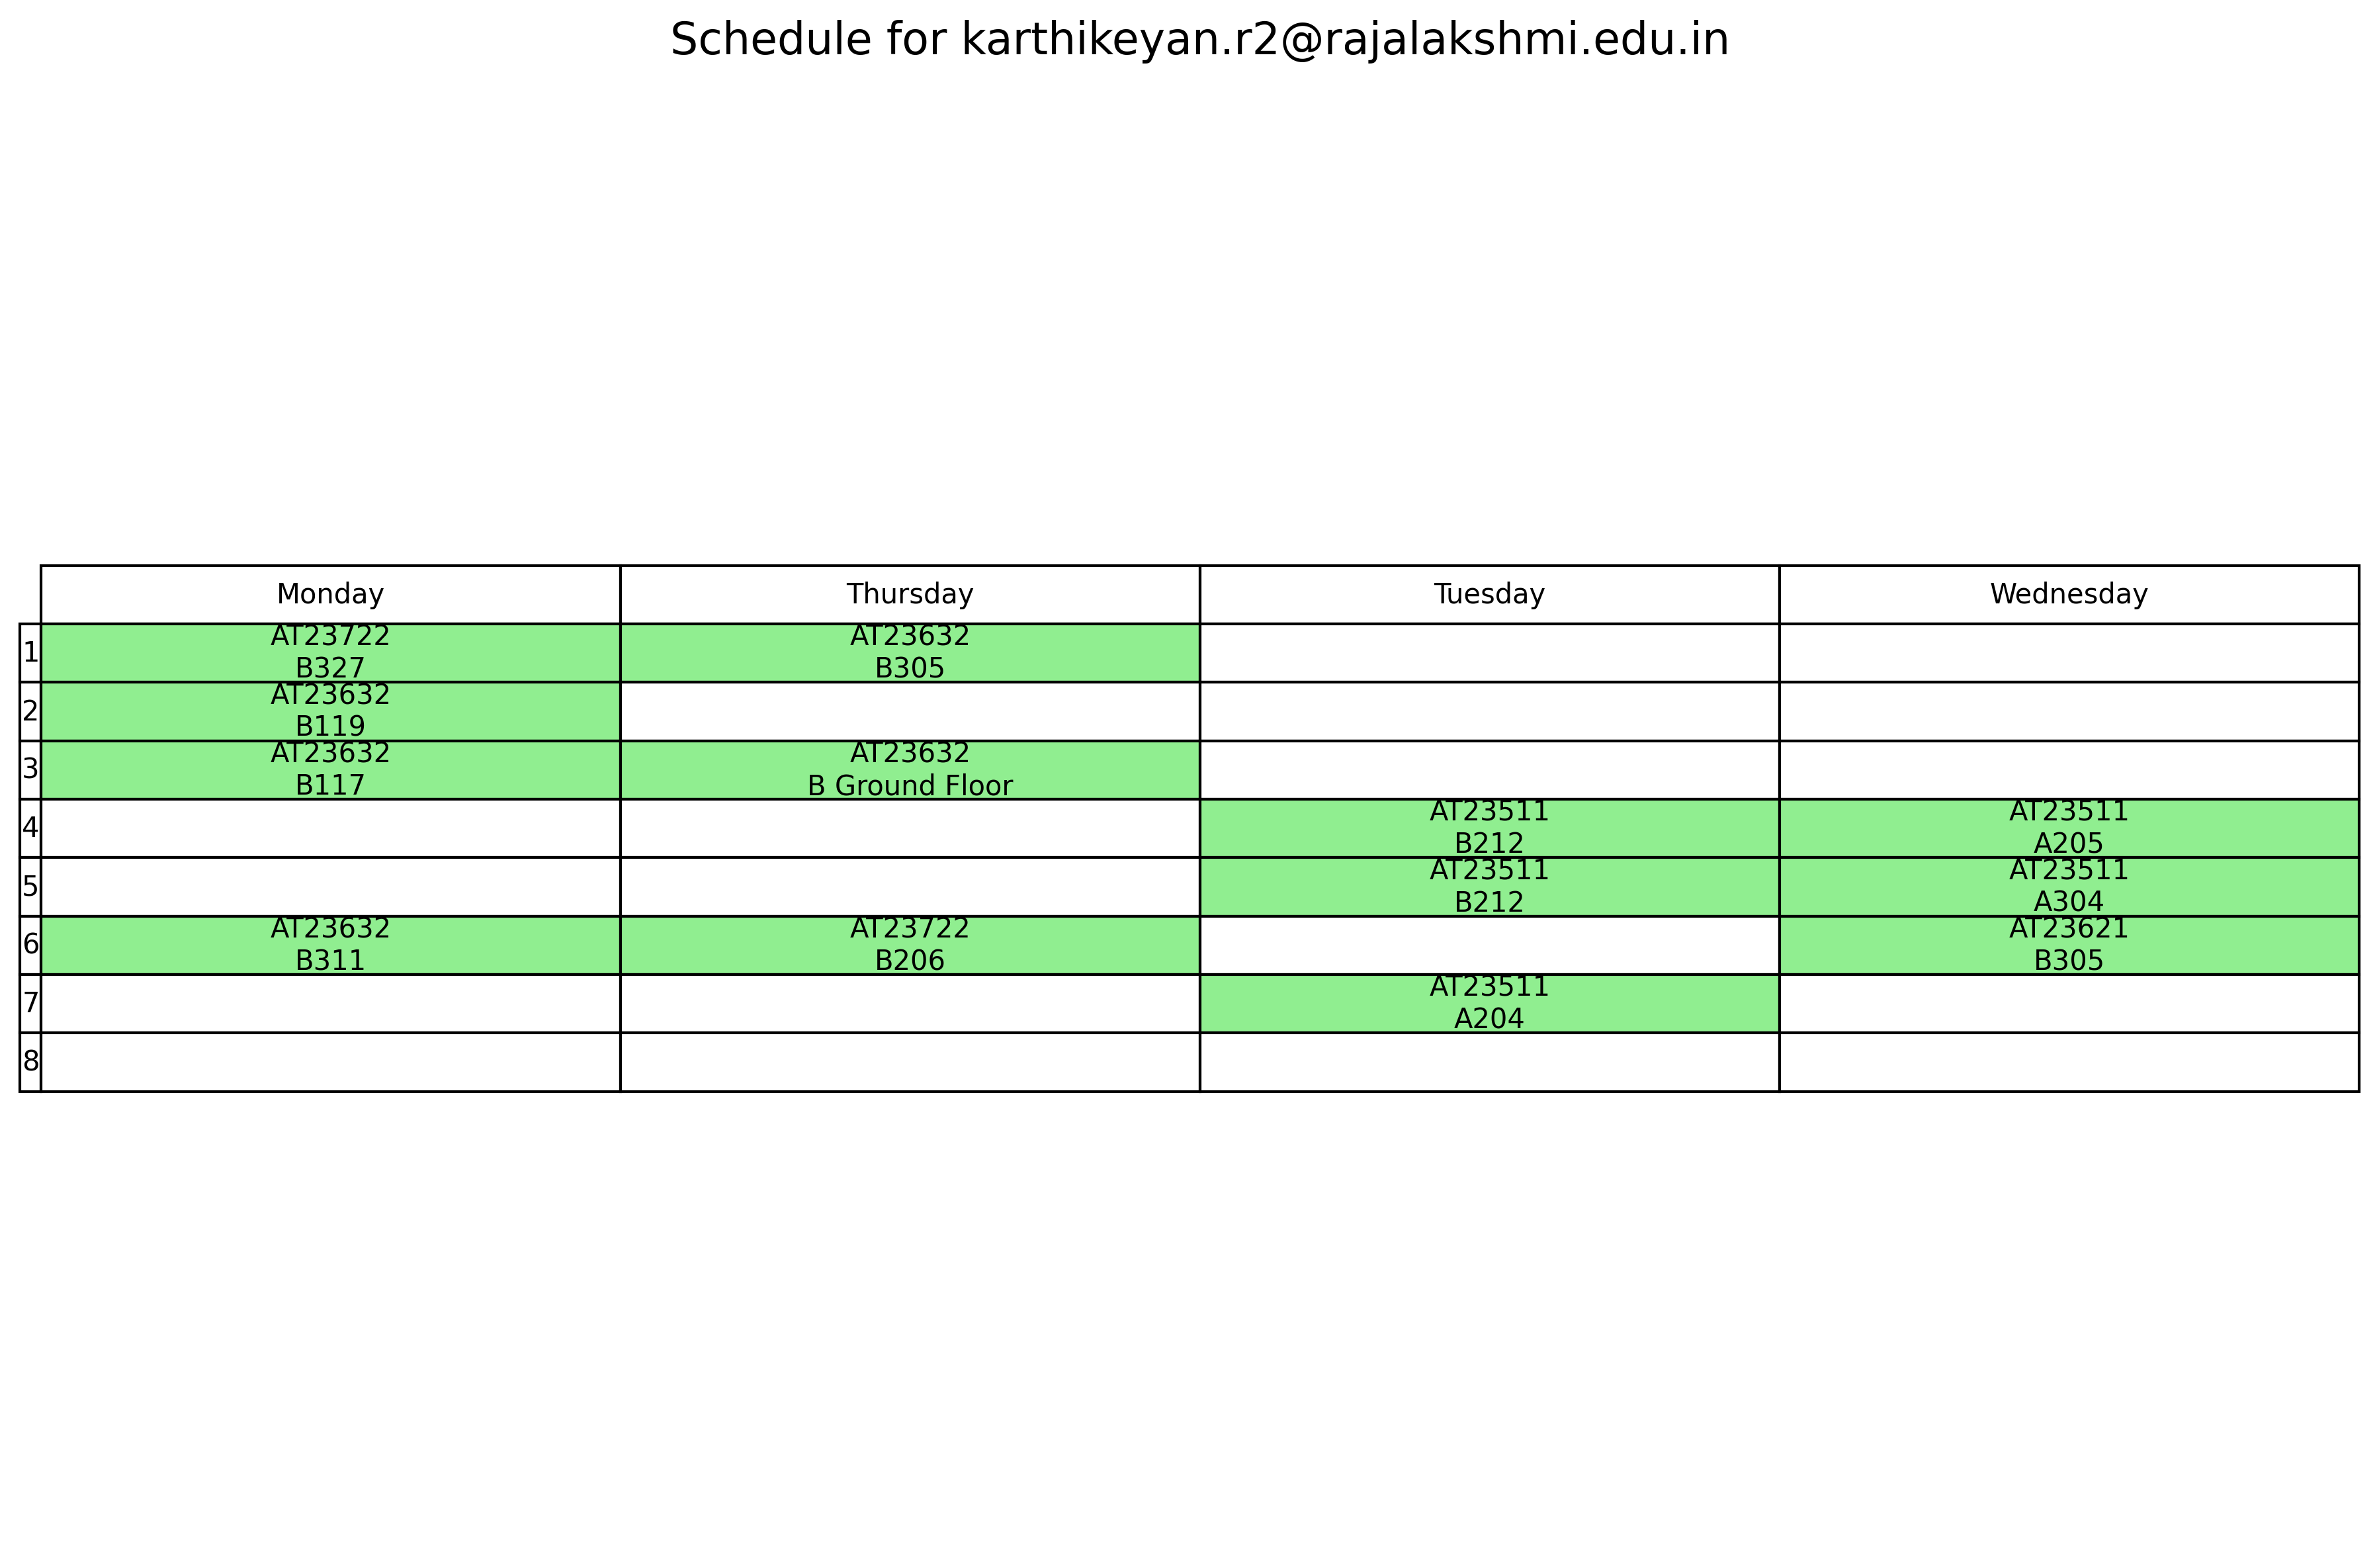 Schedule for karthikeyan.r2@rajalakshmi.edu.in
Monday Thursday Tuesday Wednesday
1
AT23722
B327
AT23632
B305
2
AT23632
B119
3
AT23632
B117
AT23632
B Ground Floor
4
AT23511
B212
AT23511
A205
5
AT23511
B212
AT23511
A304
6
AT23632
B311
AT23722
B206
AT23621
B305
7
AT23511
A204
8